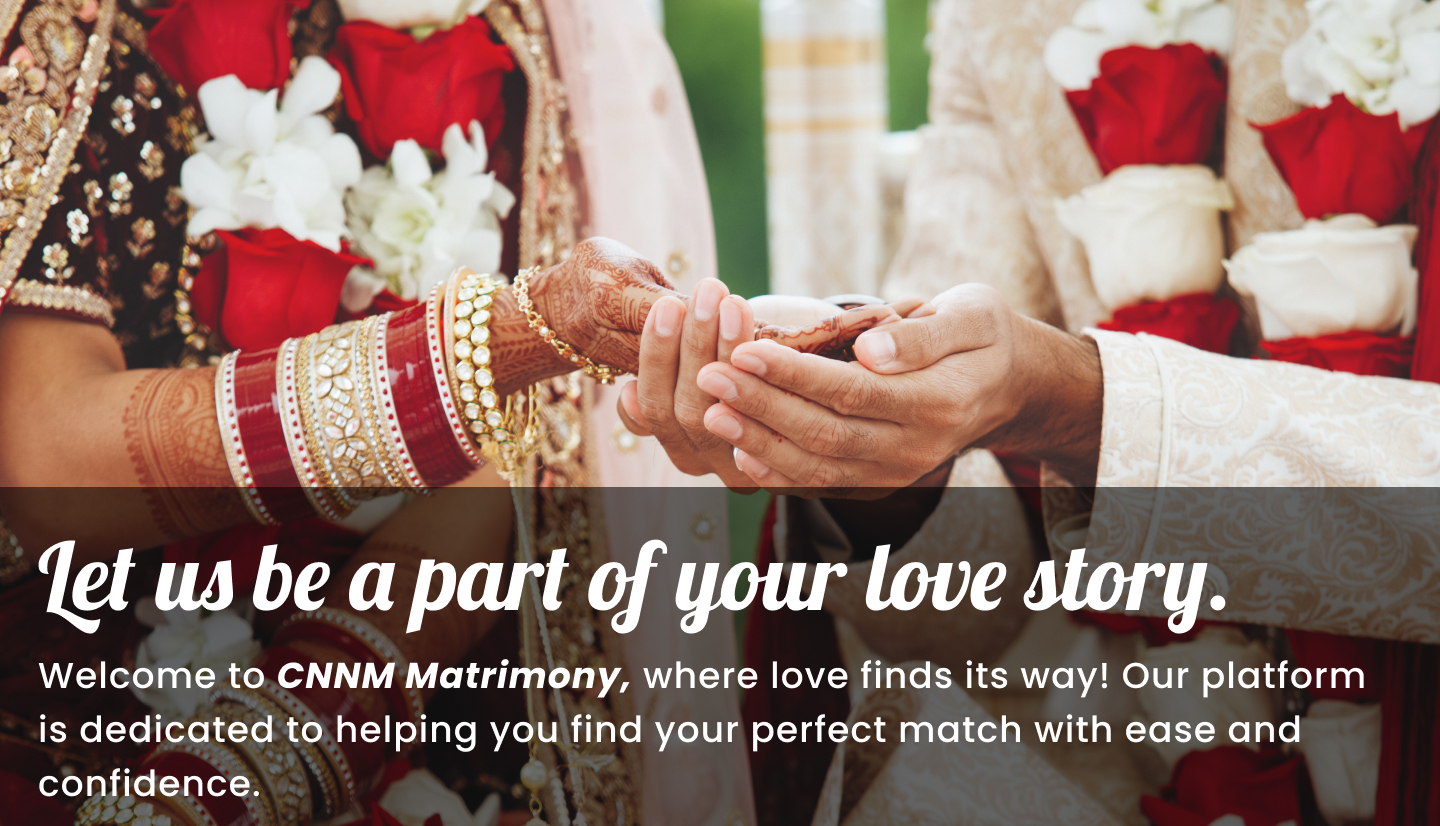 Let us be a part of your love story.
Welcome to CNNM Matrimony, where love finds its way! Our platform
is dedicated to helping you find your perfect match with ease and
confidence.